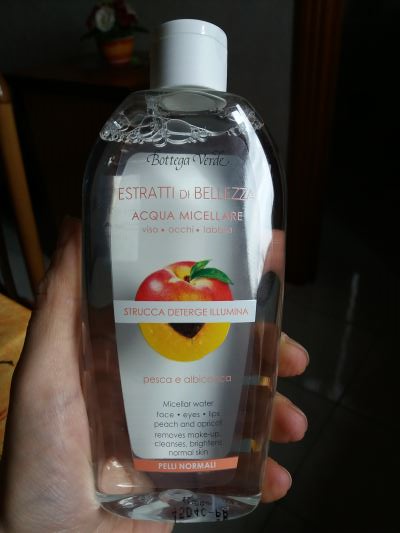 Bottega Verde
ESTRATTI DI BELLEZZA
ACQUA MICELLARE
viso • occhi • labbra
STRUCCA DETERGE ILLUMINA
pesca e albicocca
Micellar water
face • eyes • lips
peach and apricot
removes make-up,
cleanses, brightens
normal skin
PELLI NORMALI